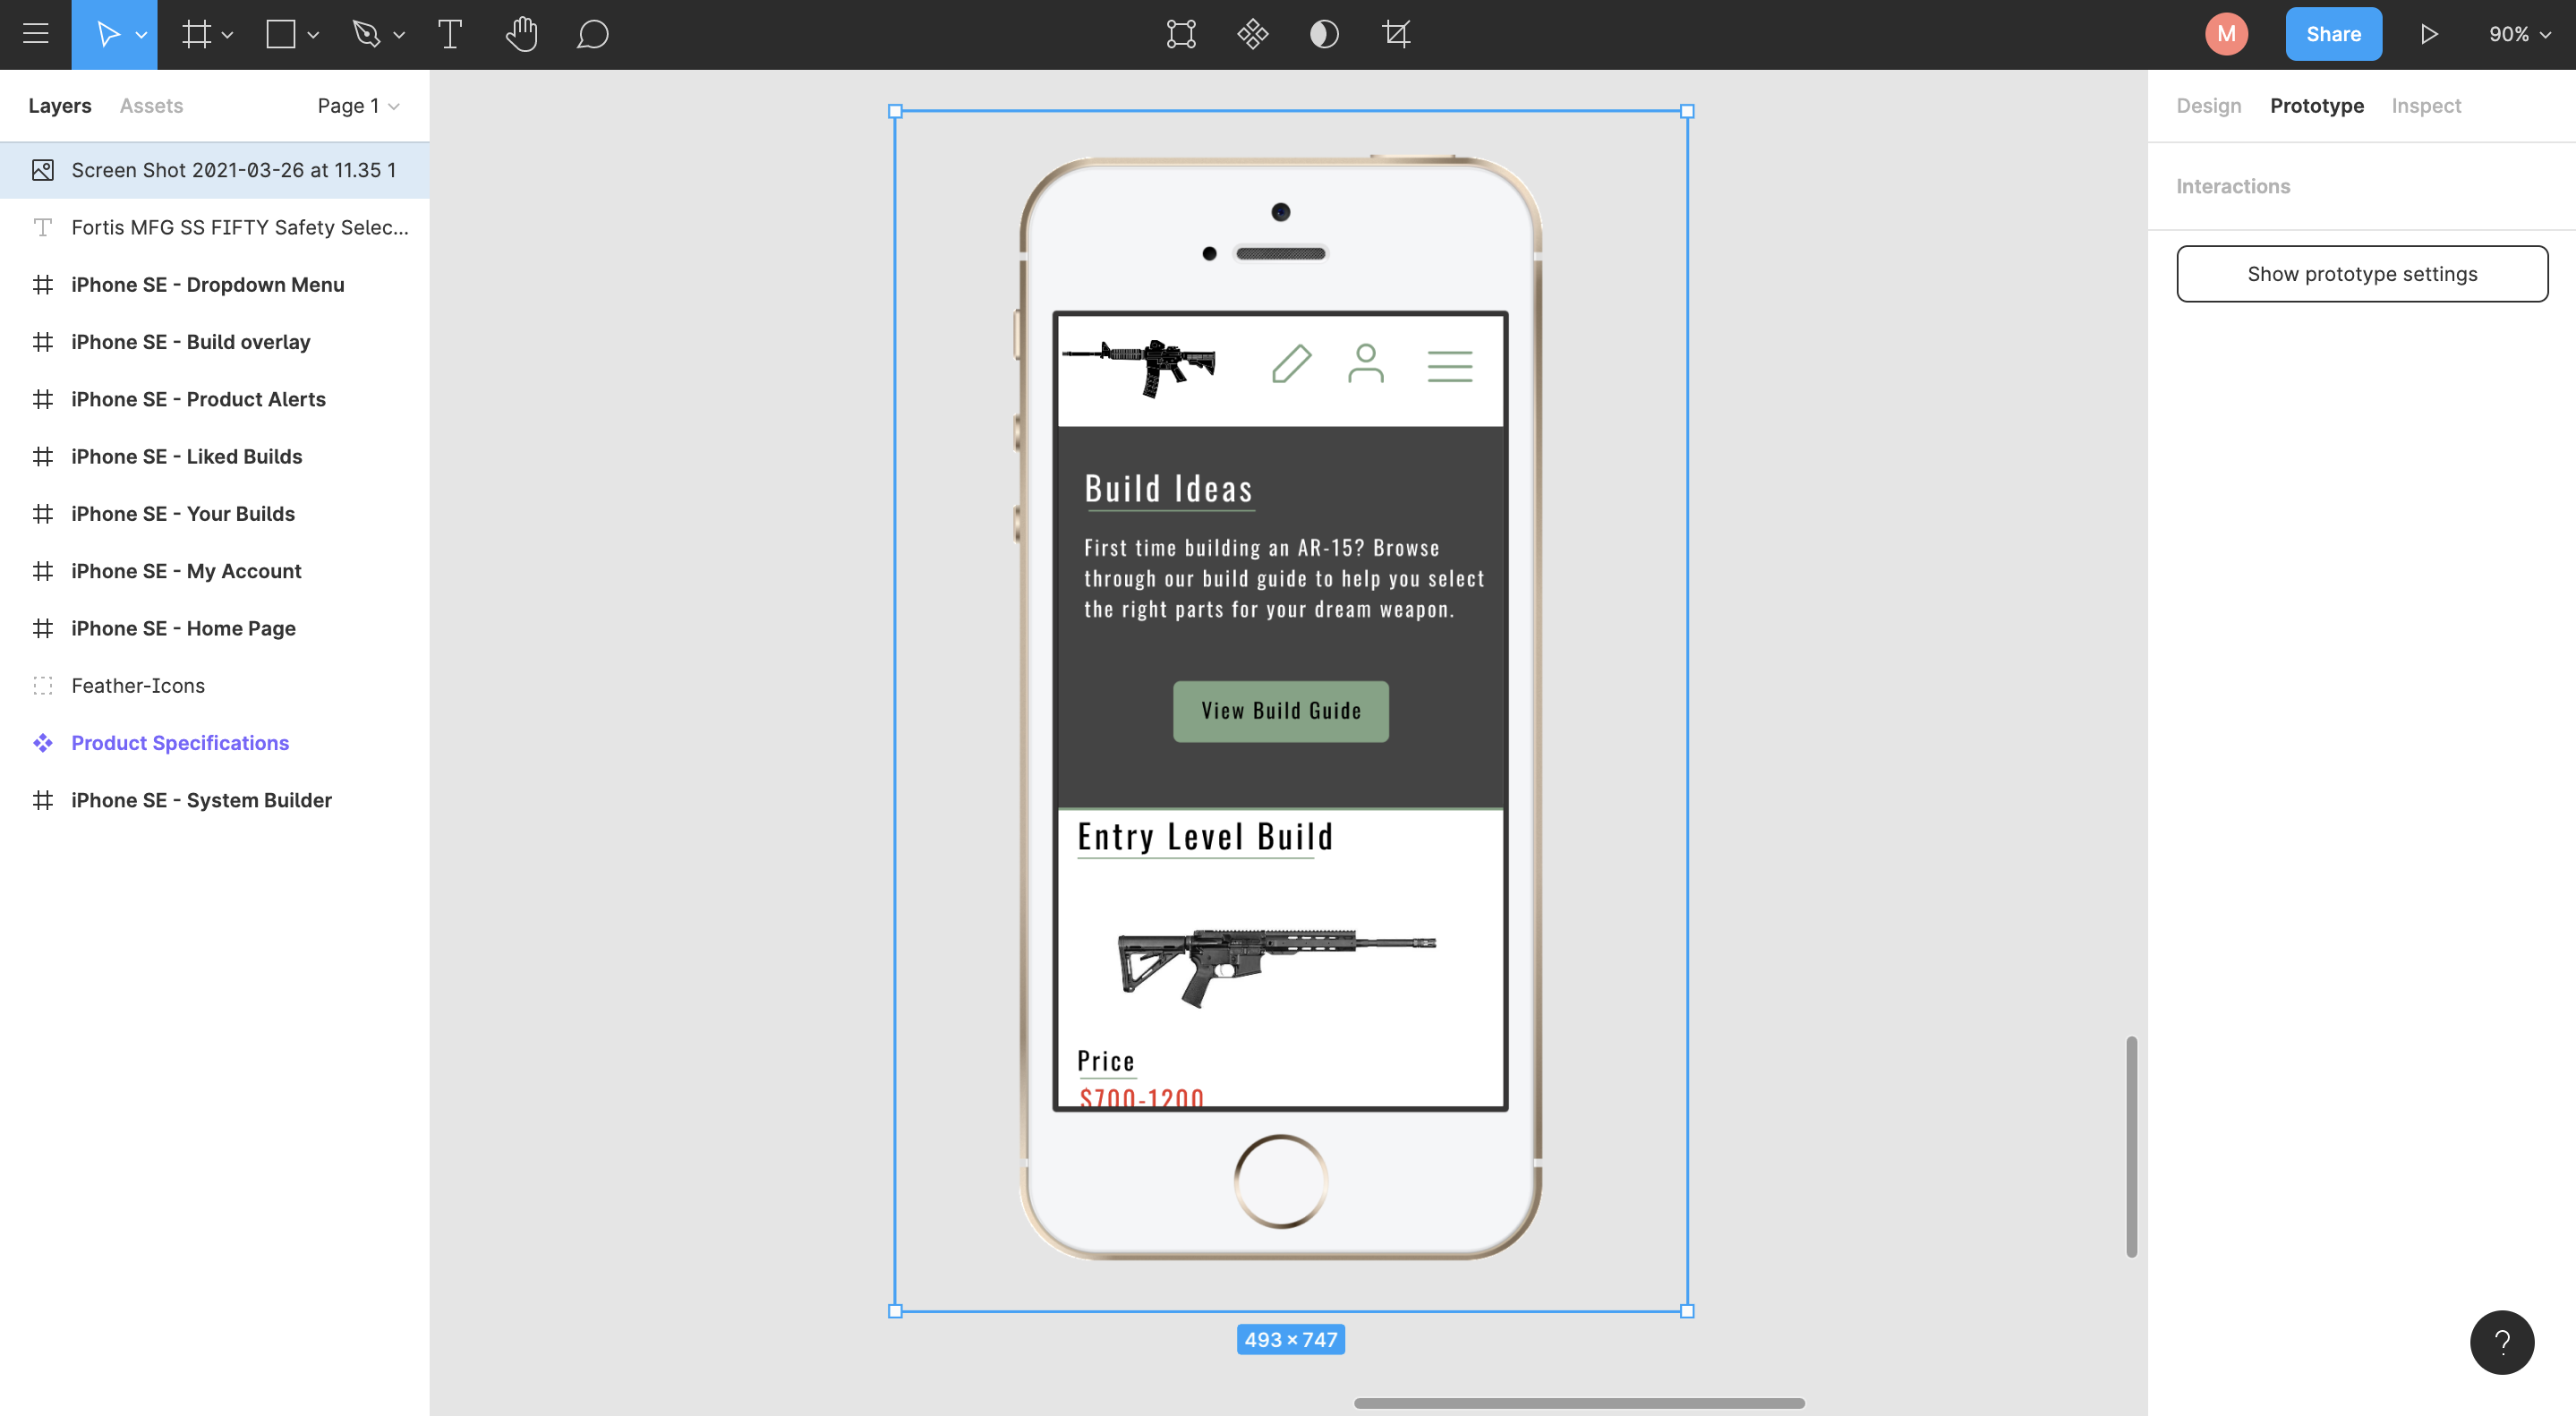 M
Share
90%
Layers
Assets
Page 1
Design
Prototype
Inspect
Screen Shot 2021-03-26 at 11.35 1
Fortis MFG SS FIFTY Safety Selec...
iPhone SE - Dropdown Menu
iPhone SE - Build overlay
iPhone SE - Product Alerts
iPhone SE - Liked Builds
iPhone SE - Your Builds
iPhone SE - My Account
iPhone SE - Home Page
Feather-Icons
Product Specifications
iPhone SE - System Builder
Build Ideas
First time building an AR-15? Browse
through our build guide to help you select
the right parts for your dream weapon.
View Build Guide
Entry Level Build
Price
$700-1200
493 × 747
Interactions
Show prototype settings
?